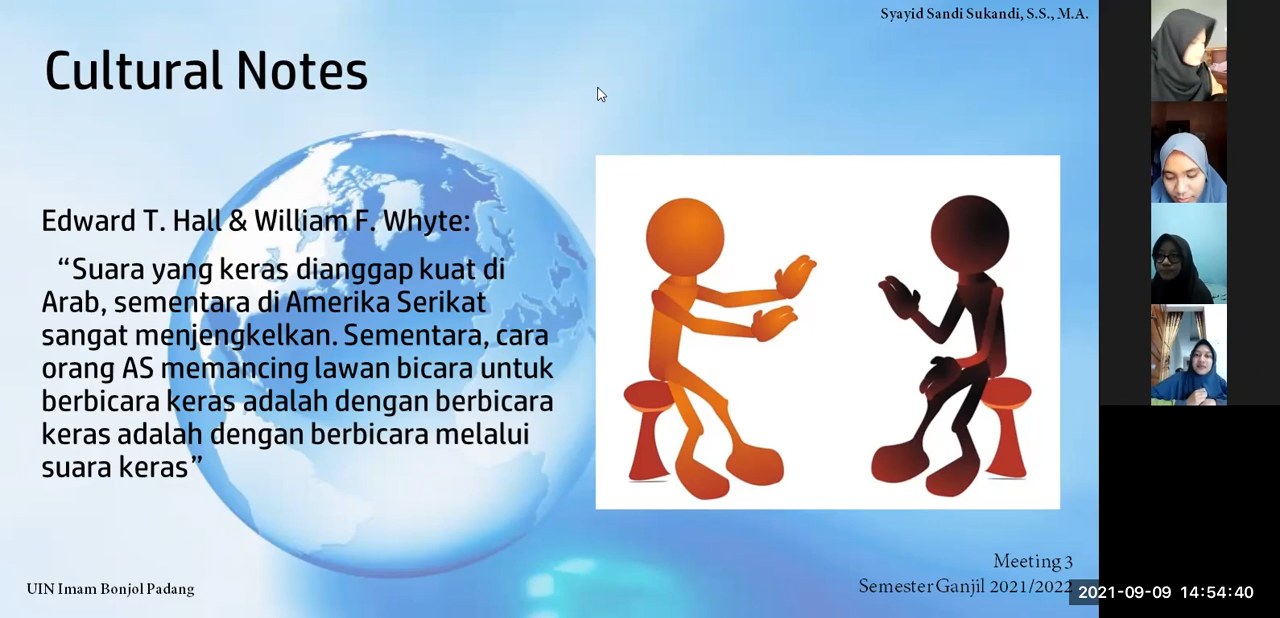 Syayid Sandi Sukandi, S.S., M.A.
Cultural Notes
Edward T. Hall & William F. Whyte:
“Suara yang keras dianggap kuat di
Arab, sementara di Amerika Serikat
sangat menjengkelkan. Sementara, cara
orang AS memancing lawan bicara untuk
berbicara keras adalah dengan berbicara
keras adalah dengan berbicara melalui
suara keras”
Meeting 3
Semester Ganjil 2021/2022
UIN Imam Bonjol Padang
2021-09-09 14:54:40